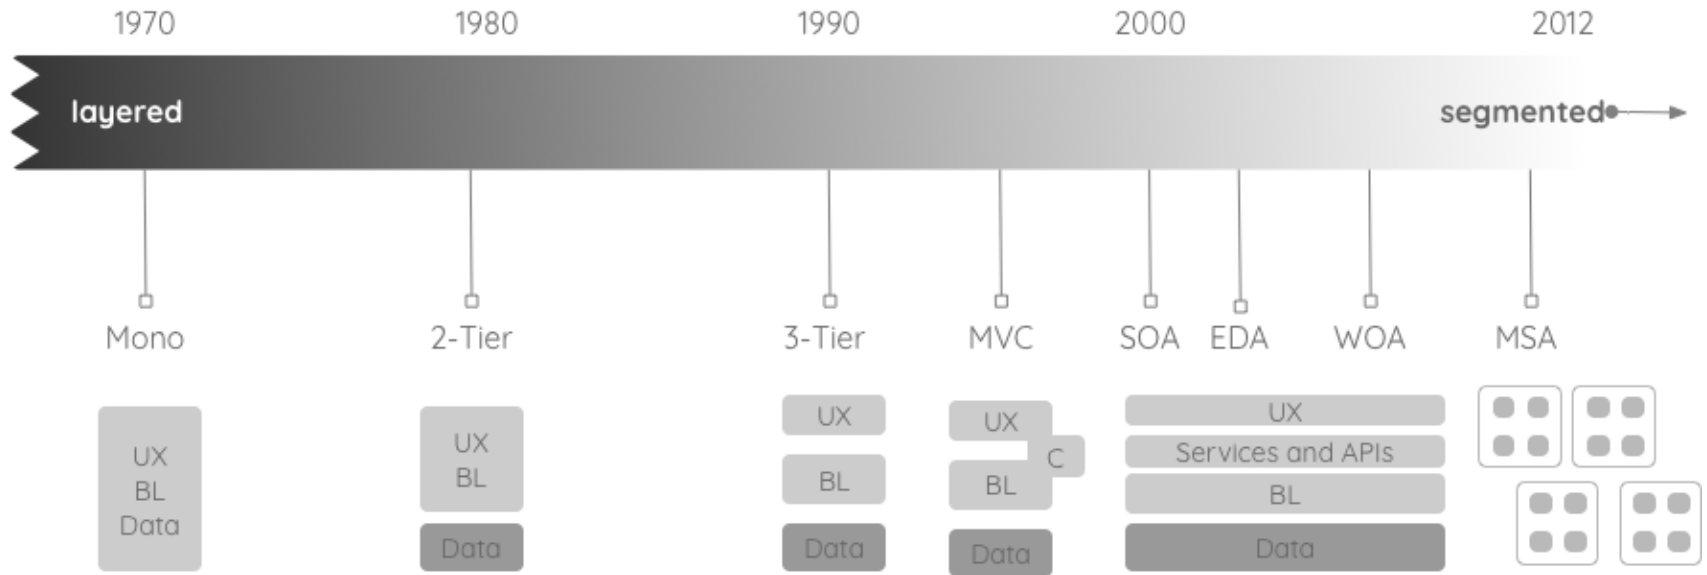 1970 1980 1990 2000 2012
layered segmented
Mono 2-Tier 3-Tier MVC SOA EDA WOA MSA
UX
BL
Data
UX
BL
Data
UX
BL
Data
UX
C
BL
Data
UX
Services and APIs
BL
Data